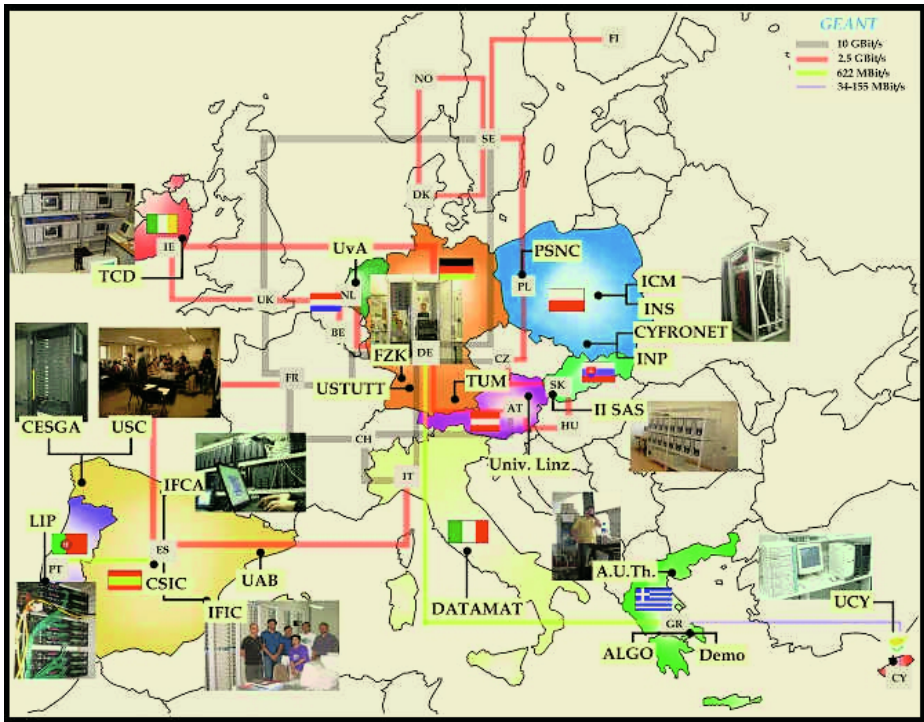 GEANT
10 GBit/s
2.5 GBit/s
622 MBit/s
34-155 MBit/s
FI
NO
SE
DK
UvA
PSNC
IE
TCD
ICM
PL
NL
UK
INS
BE
CYFRONET
FZK
DE
CZ
INP
FR
USTUTT
TUM
SK
II SAS
AT
CESGA
USC
HU
CH
Univ. Linz
IT
IFCA
LIP
ES
PT
CSIC
UAB
A.U.Th.
IFIC
DATAMAT
UCY
GR
ALGO
Demo
CY